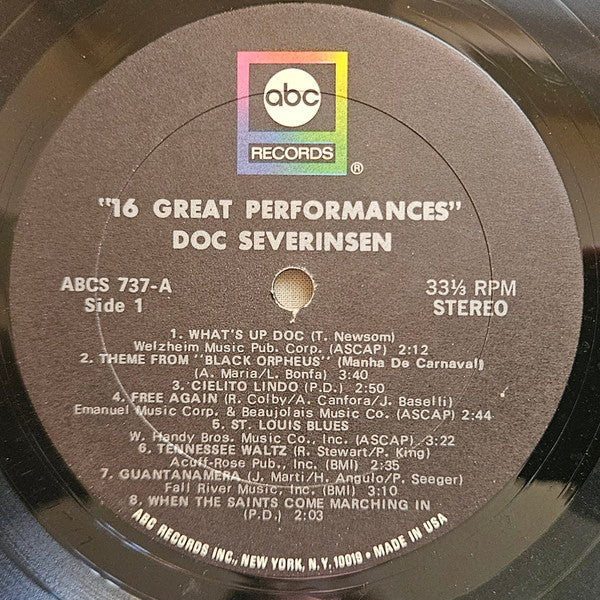 abc
RECORDS
®
"16 GREAT PERFORMANCES"
DOC SEVERINSEN
ABCS 737-A
Side 1
33⅓ RPM
STEREO
1. WHAT'S UP DOC (T. Newsom)
Welzheim Music Pub. Corp. (ASCAP) 2:12
2. THEME FROM "BLACK ORPHEUS" (Manha De Carnaval)
(A. Maria/L. Bonfa) 3:40
3. CIELITO LINDO (P.D.) 2:50
4. FREE AGAIN (R. Colby/A. Canfora/J. Baselli)
Emanuel Music Corp. & Beaujolais Music Co. (ASCAP) 2:44
5. ST. LOUIS BLUES
W. Handy Bros. Music Co., Inc. (ASCAP) 3:22
6. TENNESSEE WALTZ (R. Stewart/P. King)
Acuff-Rose Pub., Inc. (BMI) 2:35
7. GUANTANAMERA (J. Marti/H. Angulo/P. Seeger)
Fall River Music, Inc. (BMI) 3:10
8. WHEN THE SAINTS COME MARCHING IN
(P.D.) 2:03
ABC RECORDS INC., NEW YORK, N.Y. 10019 • MADE IN USA